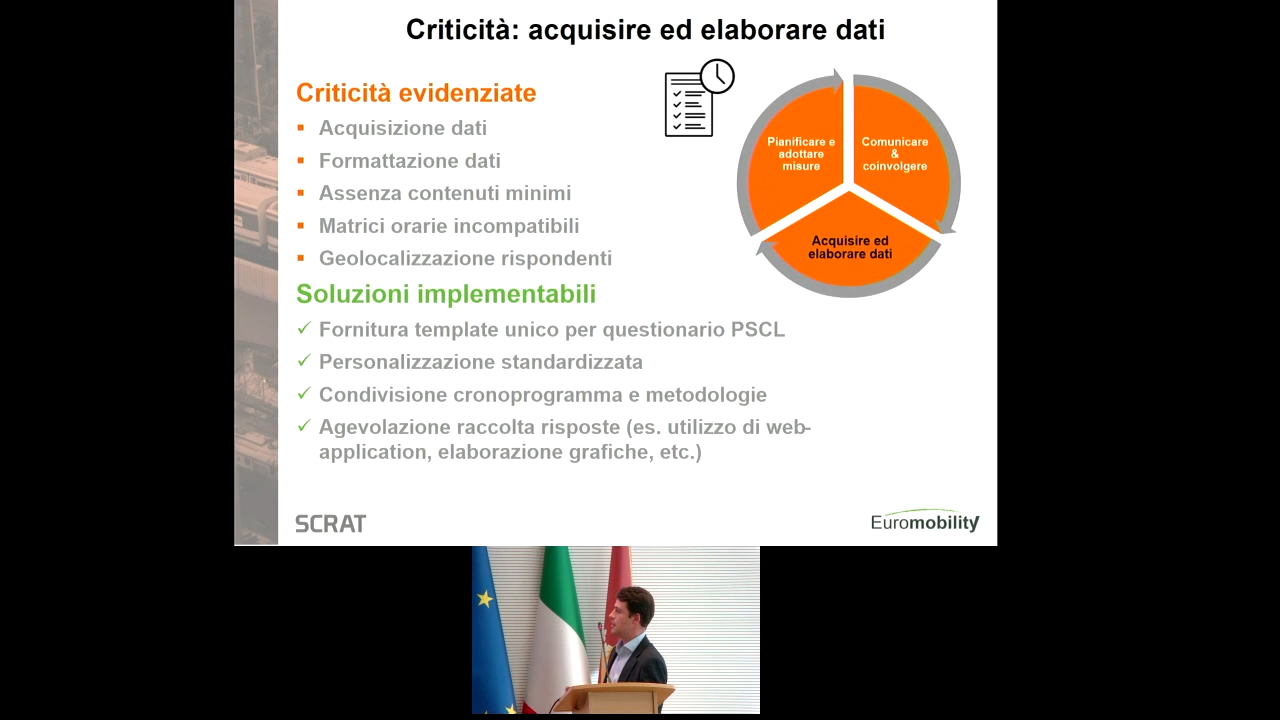 Criticità: acquisire ed elaborare dati
Criticità evidenziate
Acquisizione dati
Formattazione dati
Assenza contenuti minimi
Matrici orarie incompatibili
Geolocalizzazione rispondenti
Pianificare e
adottare
misure
Comunicare
&
coinvolgere
Acquisire ed
elaborare dati
Soluzioni implementabili
Fornitura template unico per questionario PSCL
Personalizzazione standardizzata
Condivisione cronoprogramma e metodologie
Agevolazione raccolta risposte (es. utilizzo di web-
application, elaborazione grafiche, etc.)
SCRAT
Euromobility